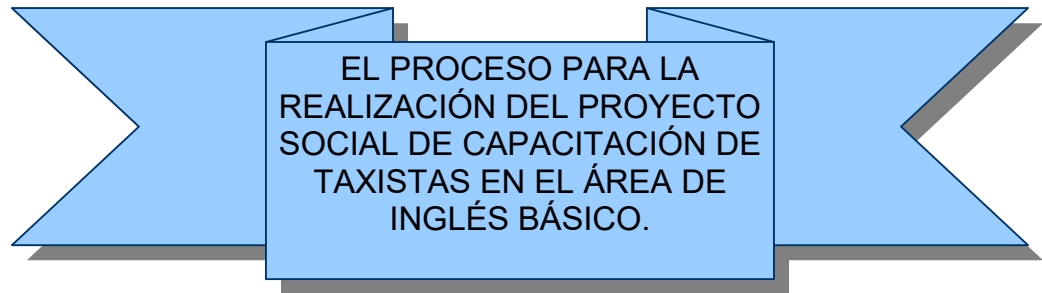 EL PROCESO PARA LA
REALIZACIÓN DEL PROYECTO
SOCIAL DE CAPACITACIÓN DE
TAXISTAS EN EL ÁREA DE
INGLÉS BÁSICO.